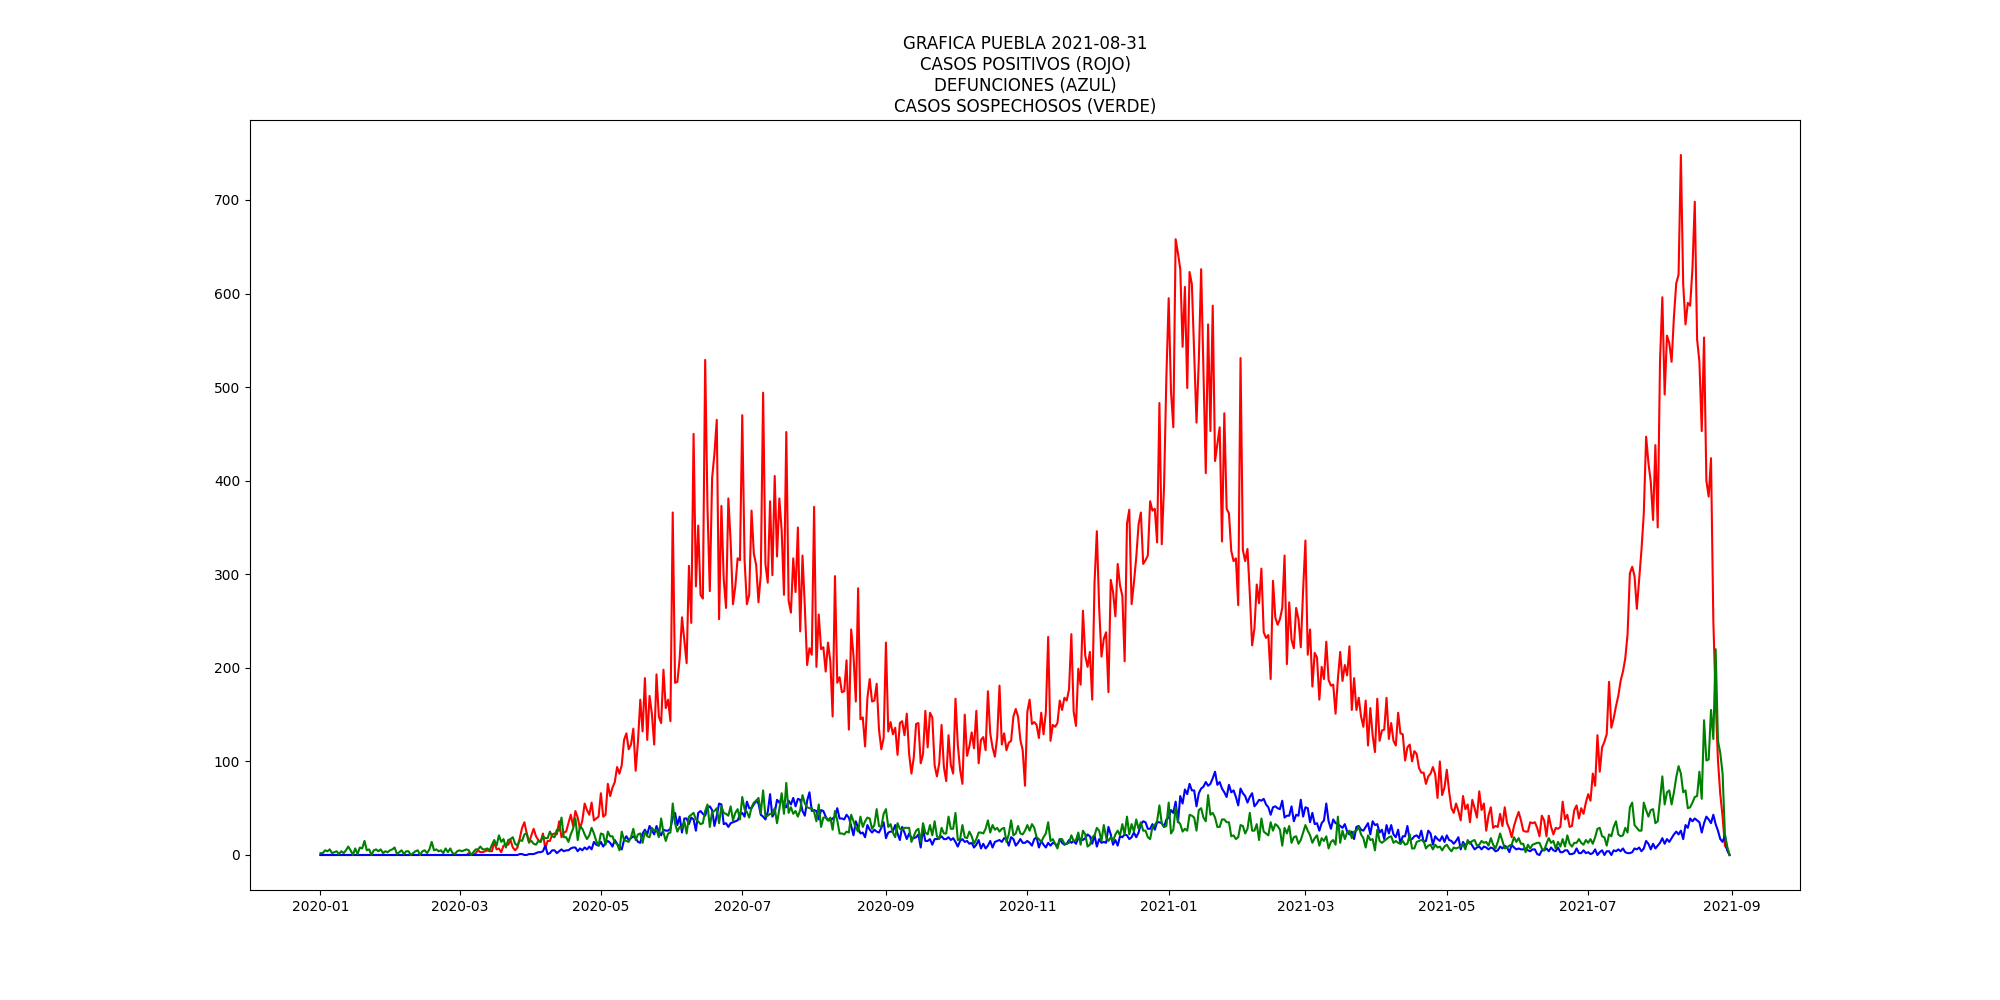 GRAFICA PUEBLA 2021-08-31
CASOS POSITIVOS (ROJO)
DEFUNCIONES (AZUL)
CASOS SOSPECHOSOS (VERDE)
700
600
500
400
300
200
100
0
2020-01 2020-03 2020-05 2020-07 2020-09 2020-11 2021-01 2021-03 2021-05 2021-07 2021-09